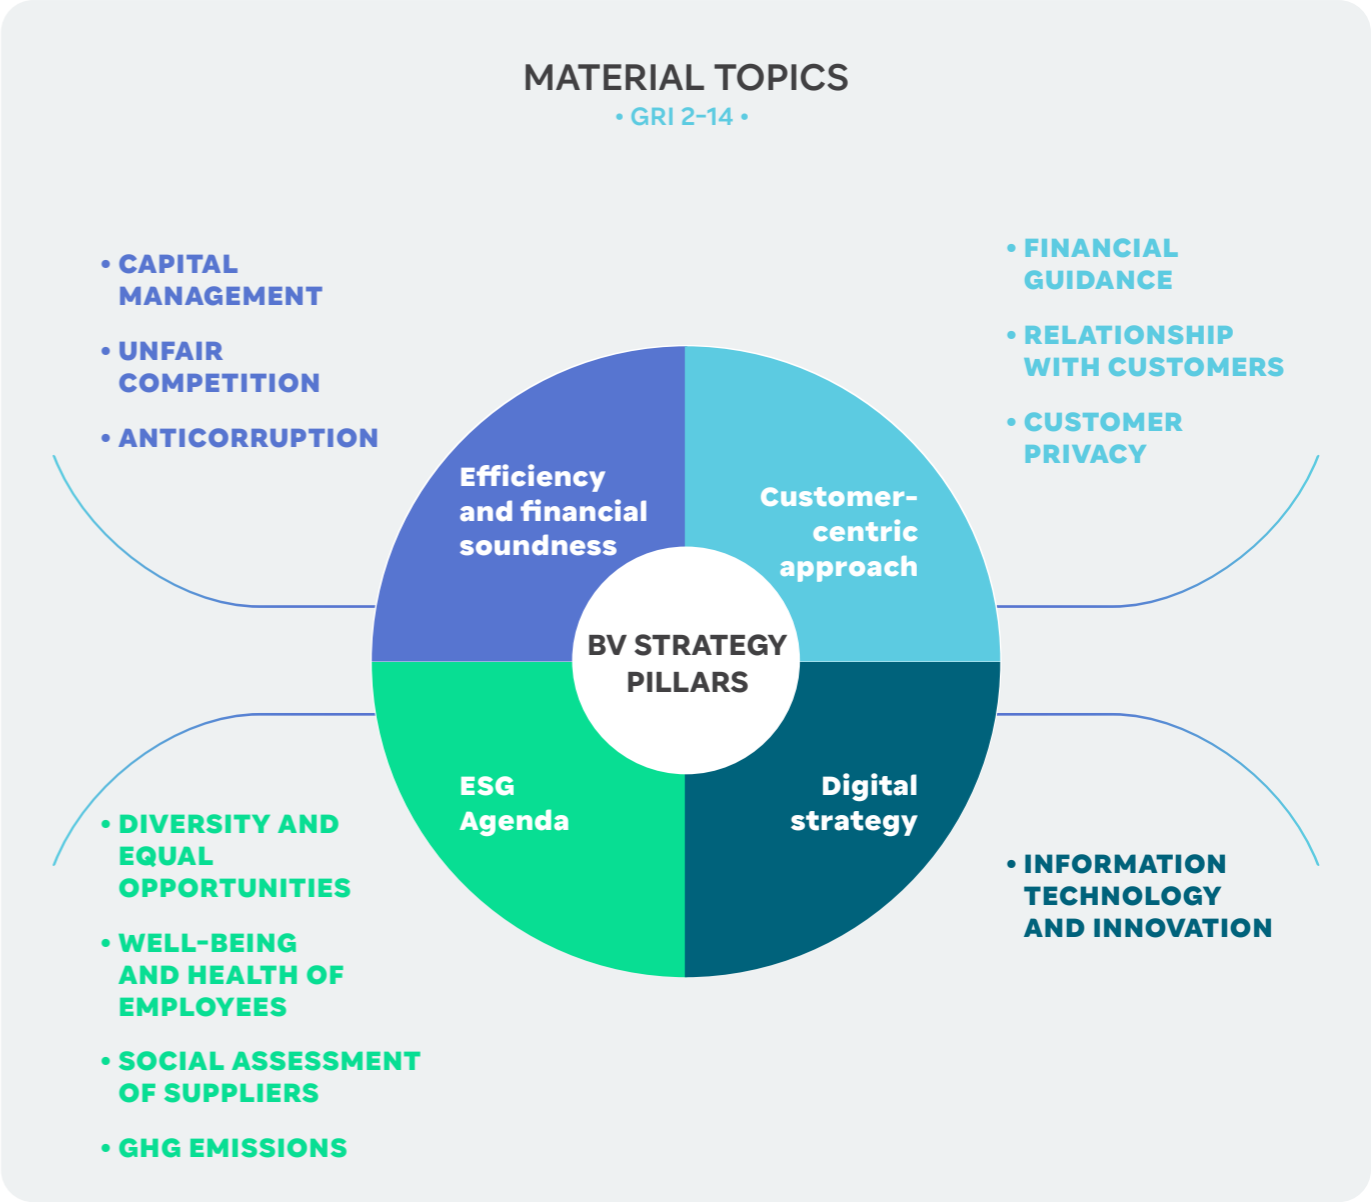 MATERIAL TOPICS
• GRI 2-14 •
• CAPITAL
MANAGEMENT
• UNFAIR
COMPETITION
• ANTICORRUPTION
• FINANCIAL
GUIDANCE
• RELATIONSHIP
WITH CUSTOMERS
• CUSTOMER
PRIVACY
Efficiency
and financial
soundness
Customer-
centric
approach
BV STRATEGY
PILLARS
ESG
Agenda
Digital
strategy
• DIVERSITY AND
EQUAL
OPPORTUNITIES
• WELL-BEING
AND HEALTH OF
EMPLOYEES
• SOCIAL ASSESSMENT
OF SUPPLIERS
• GHG EMISSIONS
• INFORMATION
TECHNOLOGY
AND INNOVATION